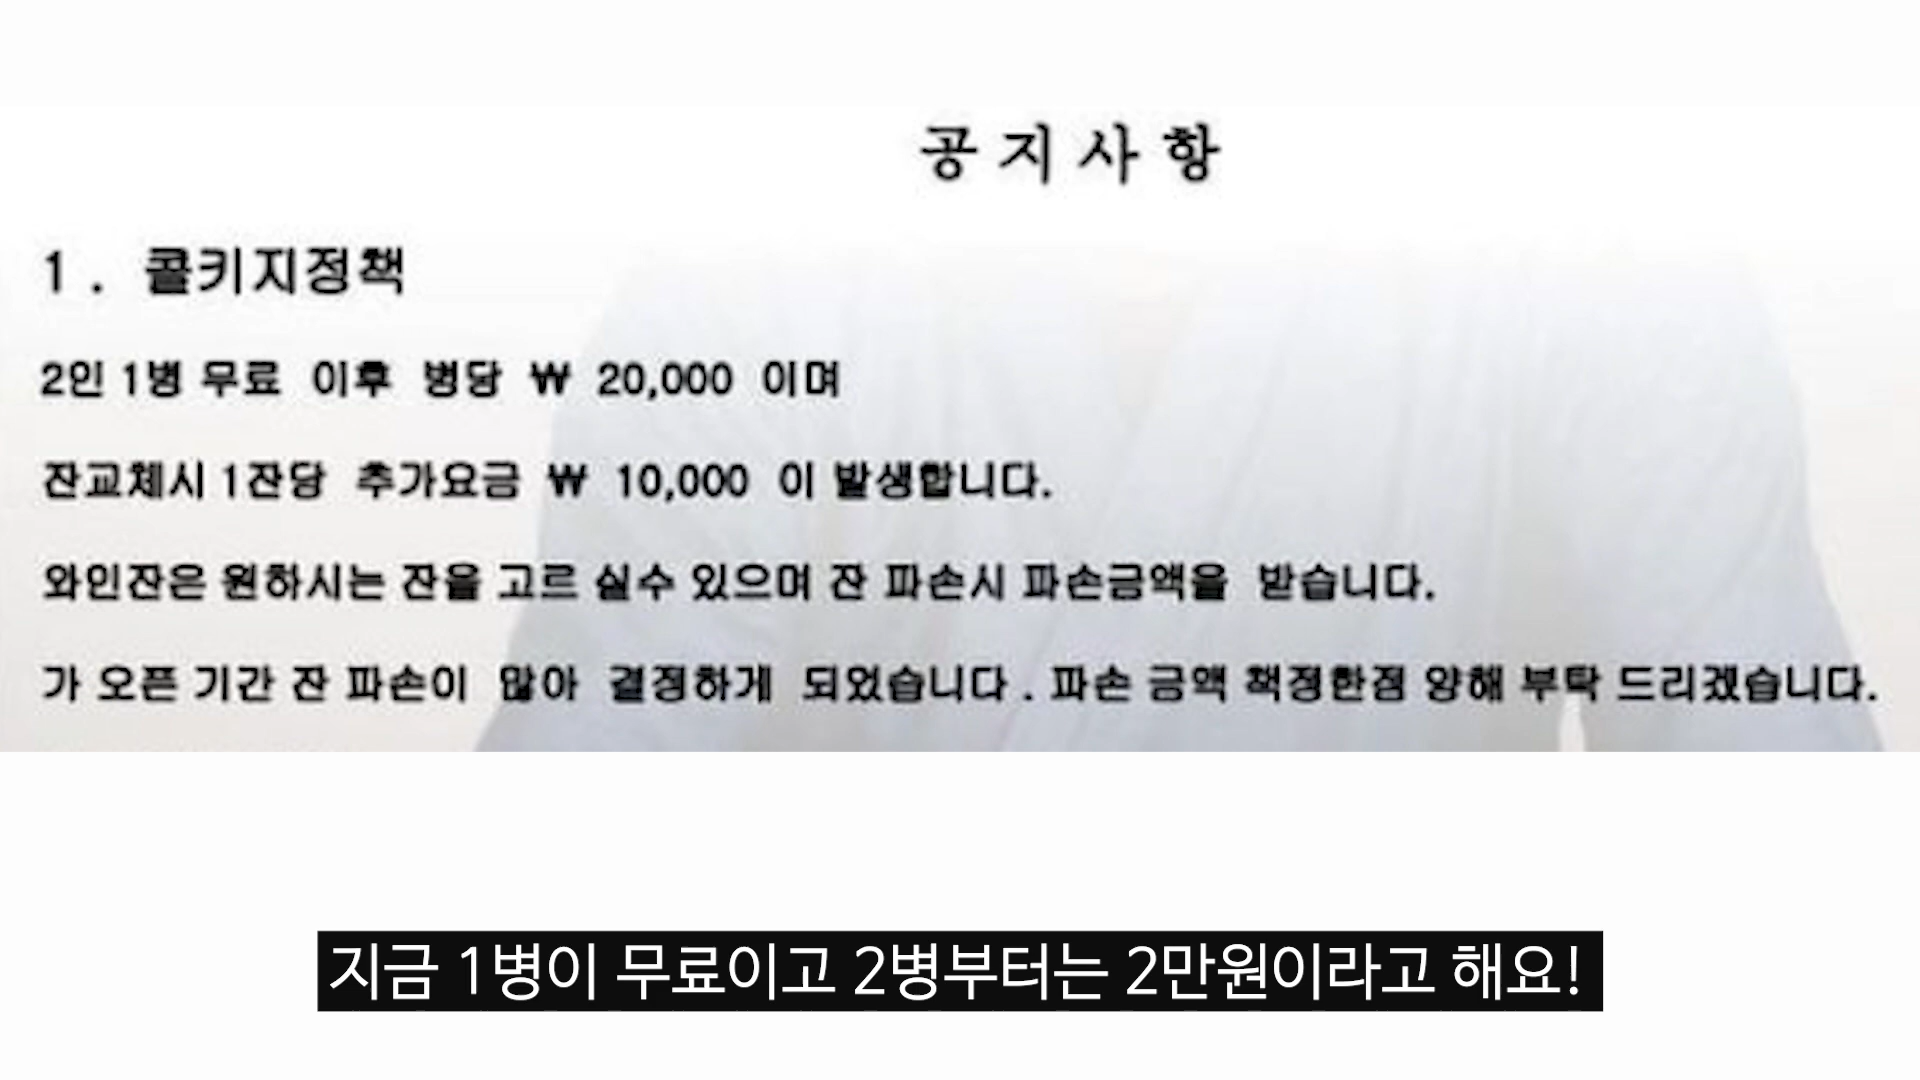 공지사항
1. 콜키지정책
2인 1병 무료 이후 병당 ₩ 20,000 이며
잔교체시 1잔당 추가요금 ₩ 10,000 이 발생합니다.
와인잔은 원하시는 잔을 고르 실수 있으며 잔 파손시 파손금액을 받습니다.
가 오픈 기간 잔 파손이 많아 결정하게 되었습니다. 파손 금액 책정한점 양해 부탁 드리겠습니다.
지금 1병이 무료이고 2병부터는 2만원이라고 해요!